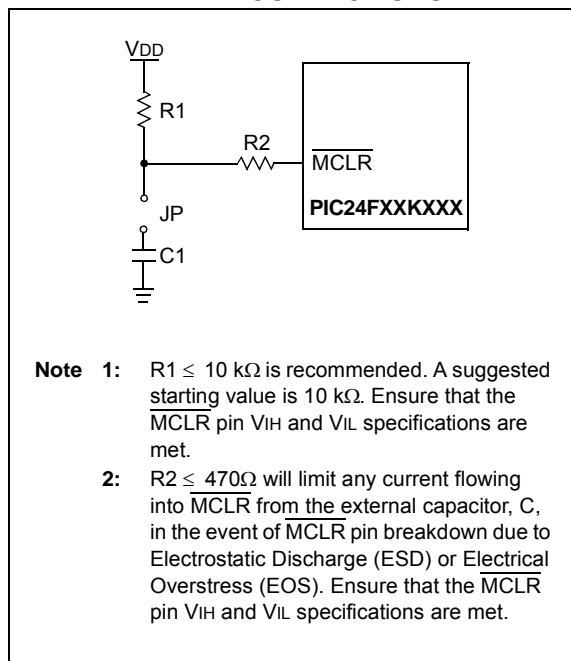 VDD
R1
R2
MCLR
JP
PIC24FXXKXXX
C1
Note 1: R1 ≤ 10 kΩ is recommended. A suggested
starting value is 10 kΩ. Ensure that the
MCLR pin VIH and VIL specifications are
met.
2: R2 ≤ 470Ω will limit any current flowing
into MCLR from the external capacitor, C,
in the event of MCLR pin breakdown due to
Electrostatic Discharge (ESD) or Electrical
Overstress (EOS). Ensure that the MCLR
pin VIH and VIL specifications are met.